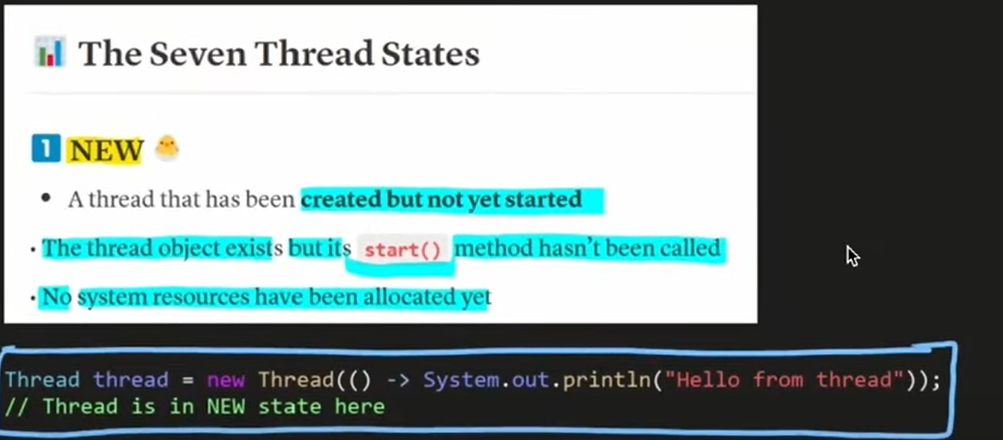 The Seven Thread States
1 NEW
• A thread that has been created but not yet started
· The thread object exists but its start() method hasn't been called
· No system resources have been allocated yet
Thread thread = new Thread(() -> System.out.println("Hello from thread"));
// Thread is in NEW state here